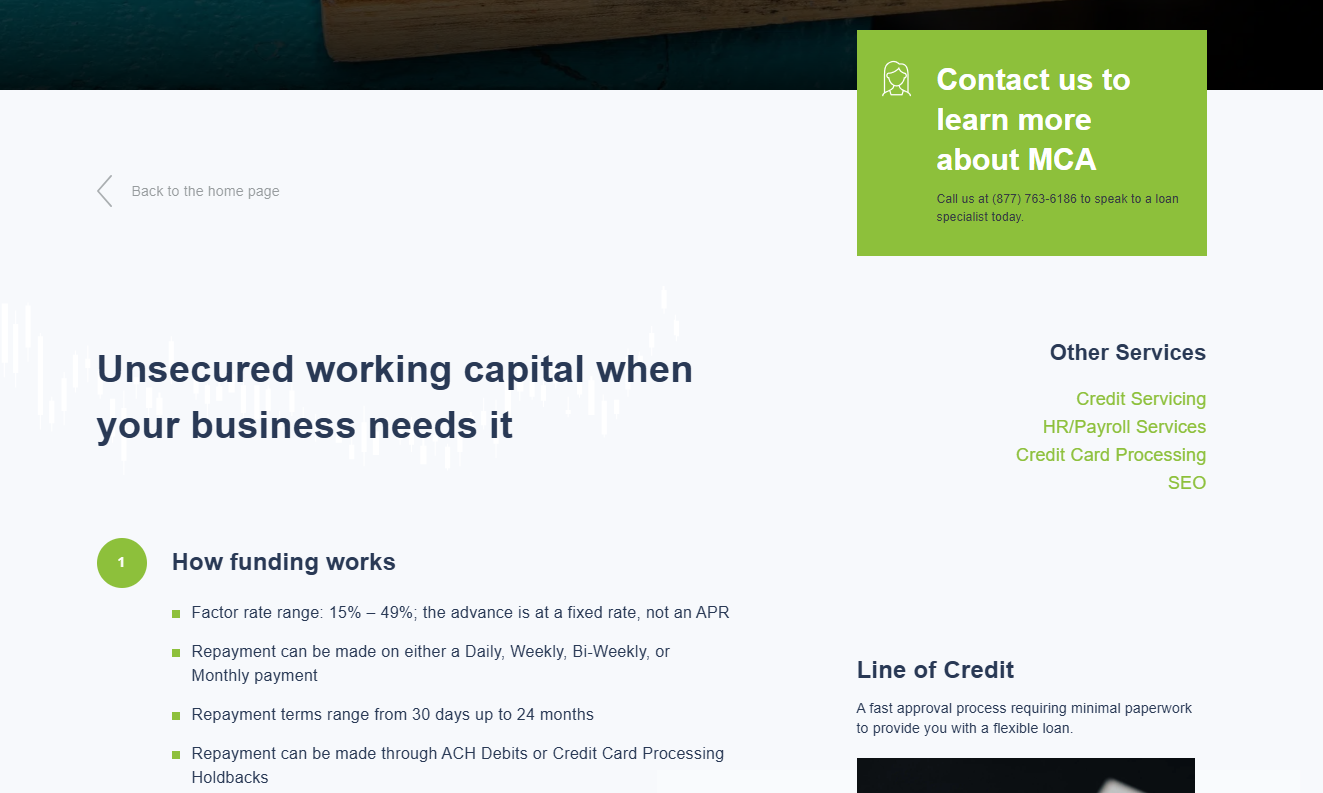 Contact us to
learn more
about MCA
Call us at (877) 763-6186 to speak to a loan
specialist today.
Back to the home page
Unsecured working capital when
your business needs it
Other Services
Credit Servicing
HR/Payroll Services
Credit Card Processing
SEO
1
How funding works
Factor rate range: 15% – 49%; the advance is at a fixed rate, not an APR
Repayment can be made on either a Daily, Weekly, Bi-Weekly, or
Monthly payment
Repayment terms range from 30 days up to 24 months
Repayment can be made through ACH Debits or Credit Card Processing
Holdbacks
Line of Credit
A fast approval process requiring minimal paperwork
to provide you with a flexible loan.